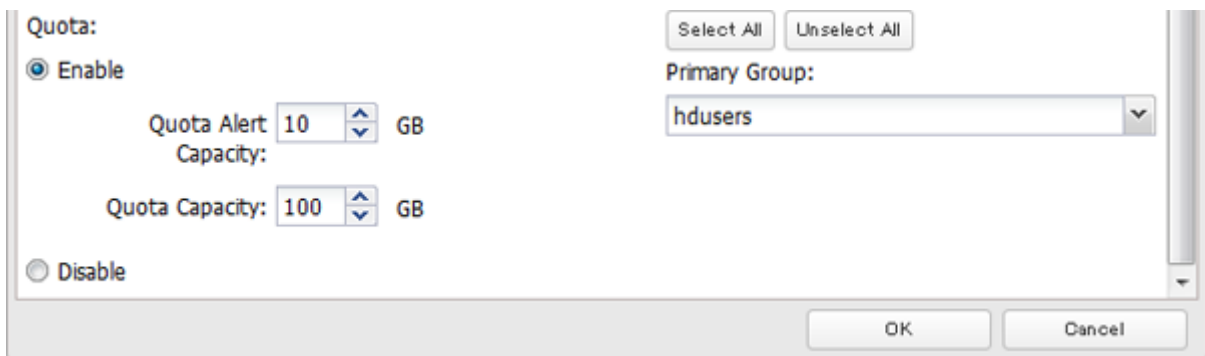 Quota:
Enable
Quota Alert Capacity: 10 GB
Quota Capacity: 100 GB
Disable
Select All Unselect All
Primary Group:
hdusers
OK Cancel